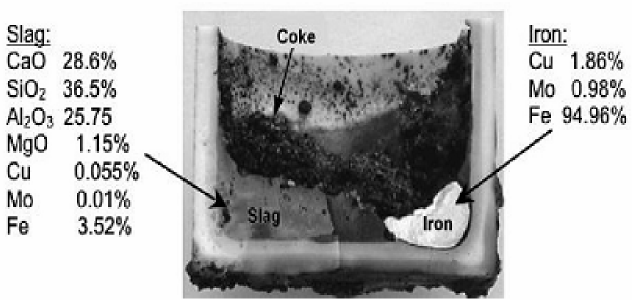 Slag:
CaO 28.6%
SiO₂ 36.5%
Al₂O₃ 25.75
MgO 1.15%
Cu 0.055%
Mo 0.01%
Fe 3.52%
Coke
Slag
Iron
Iron:
Cu 1.86%
Mo 0.98%
Fe 94.96%